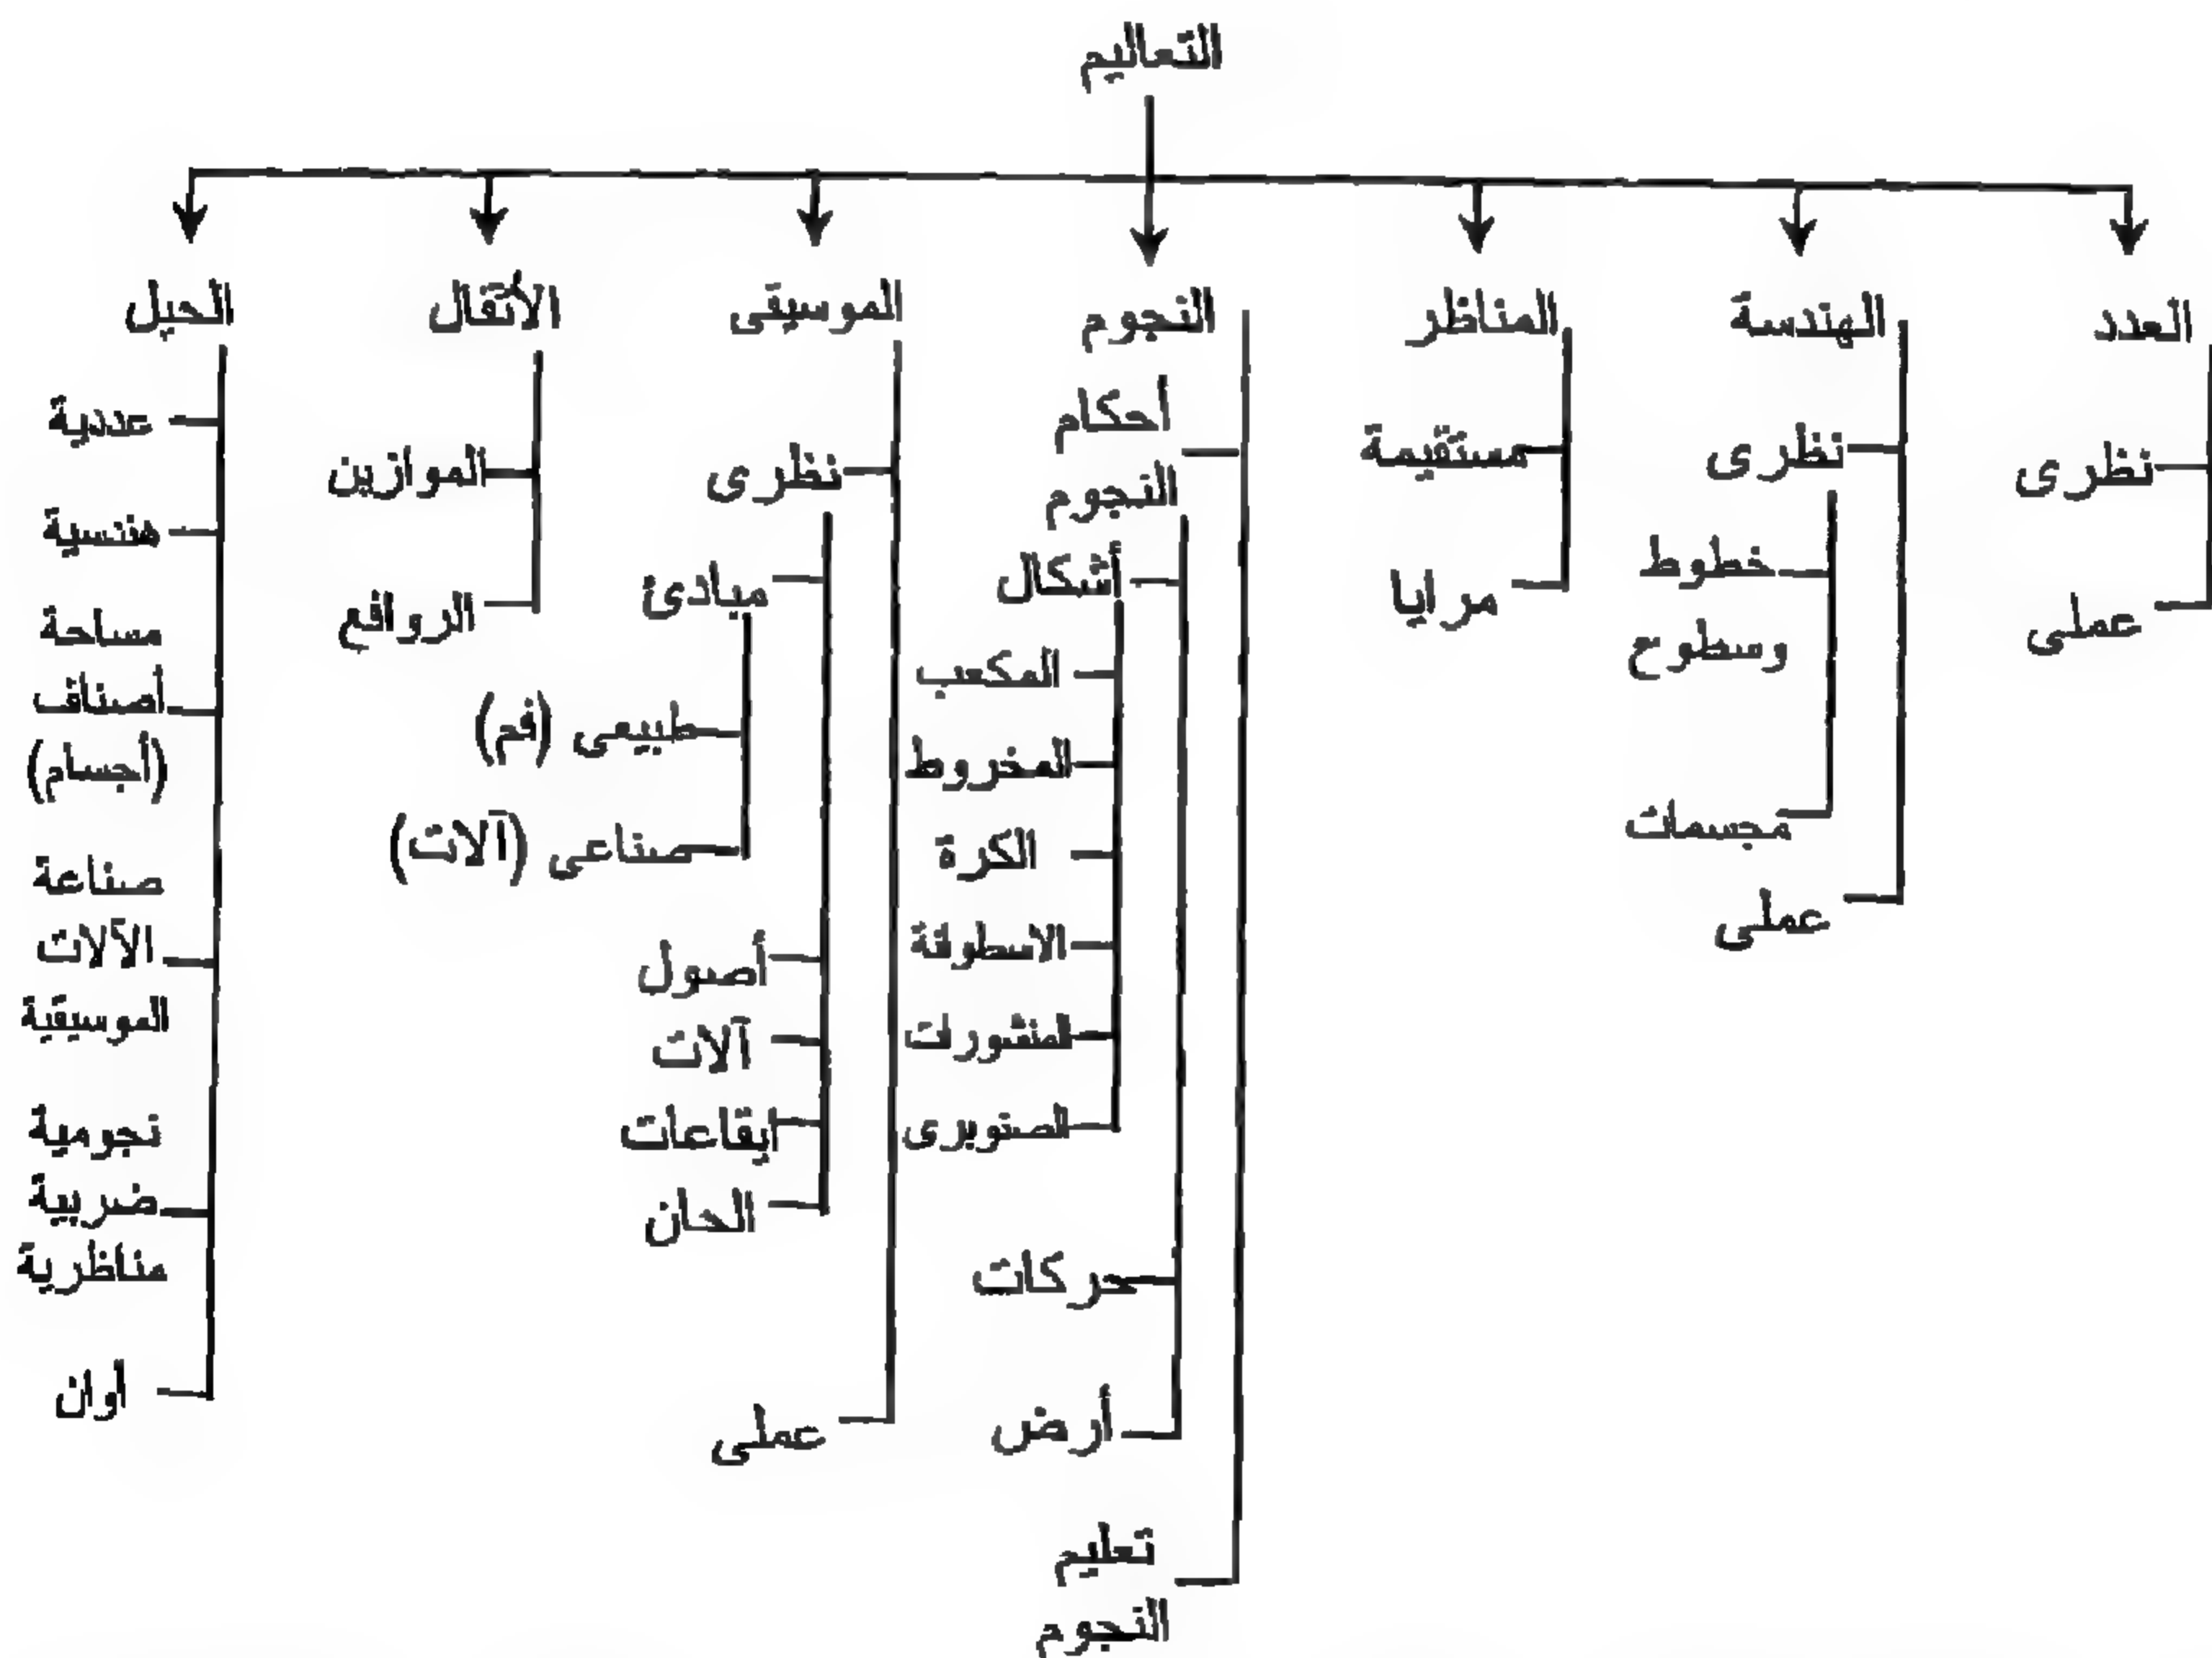 التعاليم
العدد
نظرى
عملى
الهندسة
نظرى
خطوط
وسطوح
مجسمات
عملى
المناظر
مستقيمة
مرايا
النجوم
أحكام
النجوم
أشكال
المكعب
المخروط
الكرة
الاسطوانة
المنشورات
الصنوبرى
حركات
أرض
تعليم
النجوم
الموسيقى
نظرى
مبادئ
طبيعى (فم)
صناعى (آلات)
أصول
آلات
ايقاعات
الحان
عملى
الأثقال
الموازين
الروافع
الحيل
عددية
هندسية
مساحة
أصناف
(أجسام)
صناعة
الآلات
الموسيقية
نجومية
ضربية
مناظرية
أوان